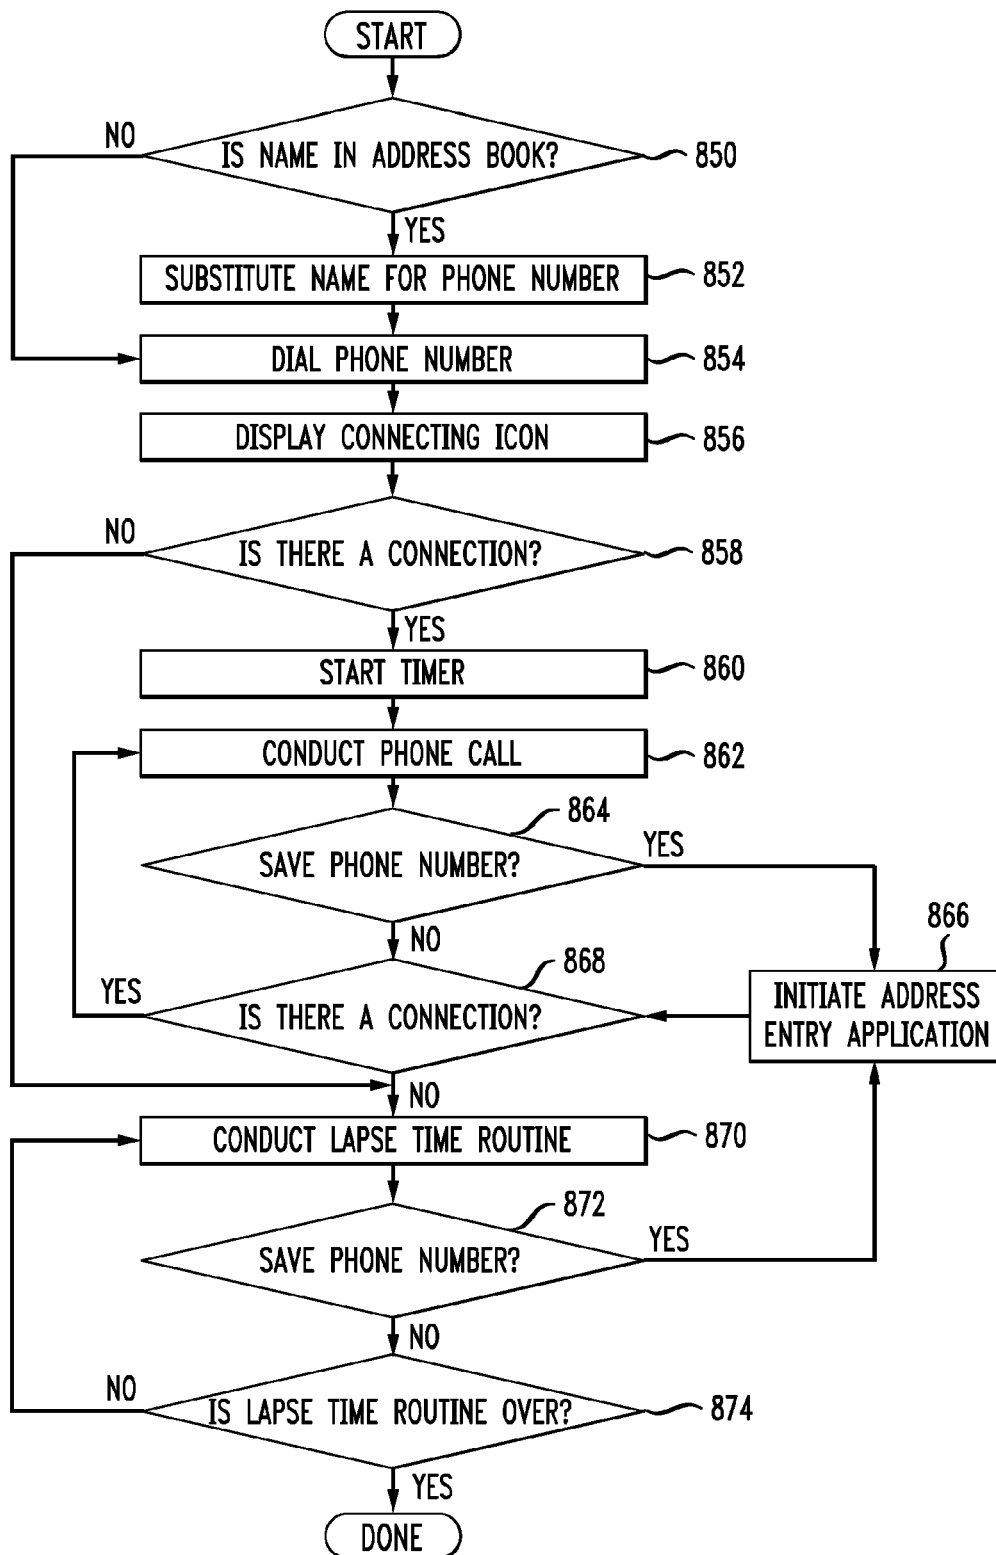 START
NO
IS NAME IN ADDRESS BOOK?
850
YES
SUBSTITUTE NAME FOR PHONE NUMBER
852
DIAL PHONE NUMBER
854
DISPLAY CONNECTING ICON
856
NO
IS THERE A CONNECTION?
858
YES
START TIMER
860
CONDUCT PHONE CALL
862
864
SAVE PHONE NUMBER?
YES
NO
866
INITIATE ADDRESS
ENTRY APPLICATION
868
YES
IS THERE A CONNECTION?
NO
CONDUCT LAPSE TIME ROUTINE
870
872
SAVE PHONE NUMBER?
YES
NO
NO
IS LAPSE TIME ROUTINE OVER?
874
YES
DONE